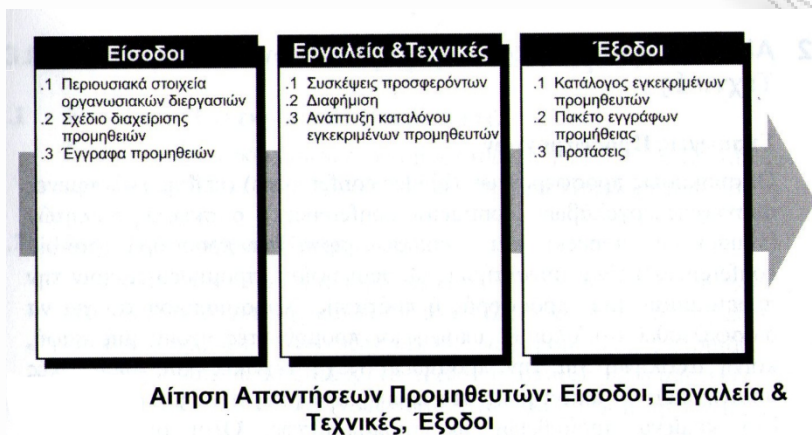 Είσοδοι
.1 Περιουσιακά στοιχεία
οργανωσιακών διεργασιών
.2 Σχέδιο διαχείρισης
προμηθειών
.3 Έγγραφα προμηθειών
Εργαλεία &Τεχνικές
.1 Συσκέψεις προσφερόντων
.2 Διαφήμιση
.3 Ανάπτυξη καταλόγου
εγκεκριμένων προμηθευτών
Έξοδοι
.1 Κατάλογος εγκεκριμένων
προμηθευτών
.2 Πακέτο εγγράφων
προμήθειας
.3 Προτάσεις
Αίτηση Απαντήσεων Προμηθευτών: Είσοδοι, Εργαλεία &
Τεχνικές, Έξοδοι